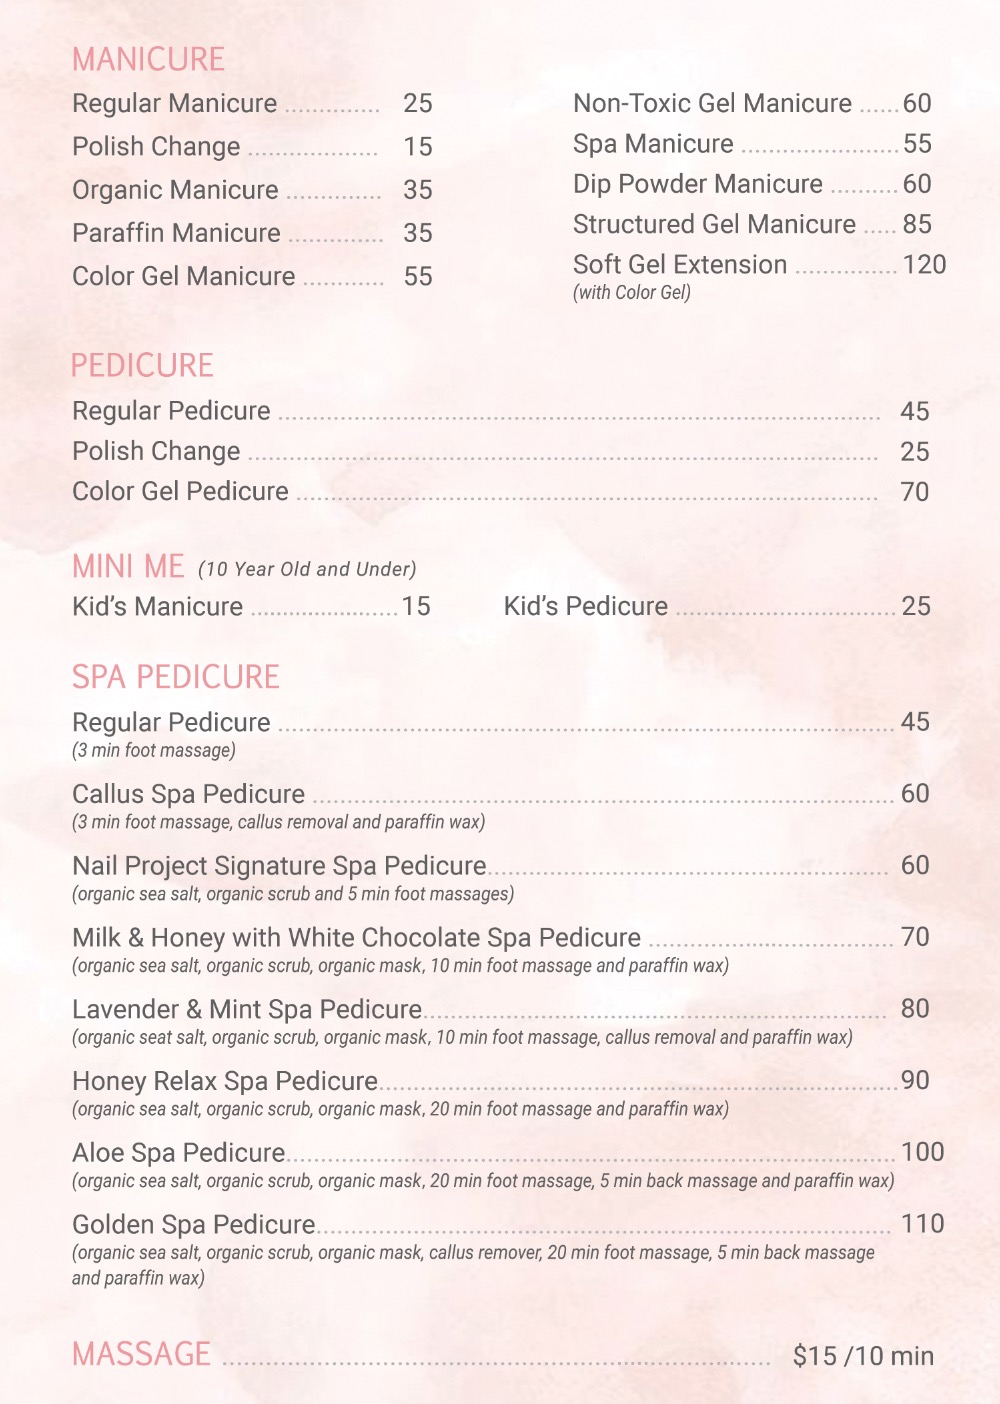 MANICURE
Regular Manicure ............. 25
Polish Change ................... 15
Organic Manicure .............. 35
Paraffin Manicure .............. 35
Color Gel Manicure ............ 55
Non-Toxic Gel Manicure ......60
Spa Manicure .......................55
Dip Powder Manicure ..........60
Structured Gel Manicure .....85
Soft Gel Extension ...............120
(with Color Gel)
PEDICURE
Regular Pedicure ........................................................................................ 45
Polish Change ............................................................................................ 25
Color Gel Pedicure ..................................................................................... 70
MINI ME (10 Year Old and Under)
Kid's Manicure .....................15
Kid's Pedicure ................................25
SPA PEDICURE
Regular Pedicure ..........................................................................................45
(3 min foot massage)
Callus Spa Pedicure .....................................................................................60
(3 min foot massage, callus removal and paraffin wax)
Nail Project Signature Spa Pedicure........................................................... 60
(organic sea salt, organic scrub and 5 min foot massages)
Milk & Honey with White Chocolate Spa Pedicure ....................................70
(organic sea salt, organic scrub, organic mask, 10 min foot massage and paraffin wax)
Lavender & Mint Spa Pedicure.................................................................... 80
(organic seat salt, organic scrub, organic mask, 10 min foot massage, callus removal and paraffin wax)
Honey Relax Spa Pedicure............................................................................90
(organic sea salt, organic scrub, organic mask, 20 min foot massage and paraffin wax)
Aloe Spa Pedicure.........................................................................................100
(organic sea salt, organic scrub, organic mask, 20 min foot massage, 5 min back massage and paraffin wax)
Golden Spa Pedicure.................................................................................... 110
(organic sea salt, organic scrub, organic mask, callus remover, 20 min foot massage, 5 min back massage
and paraffin wax)
MASSAGE ................................................................................ $15 /10 min